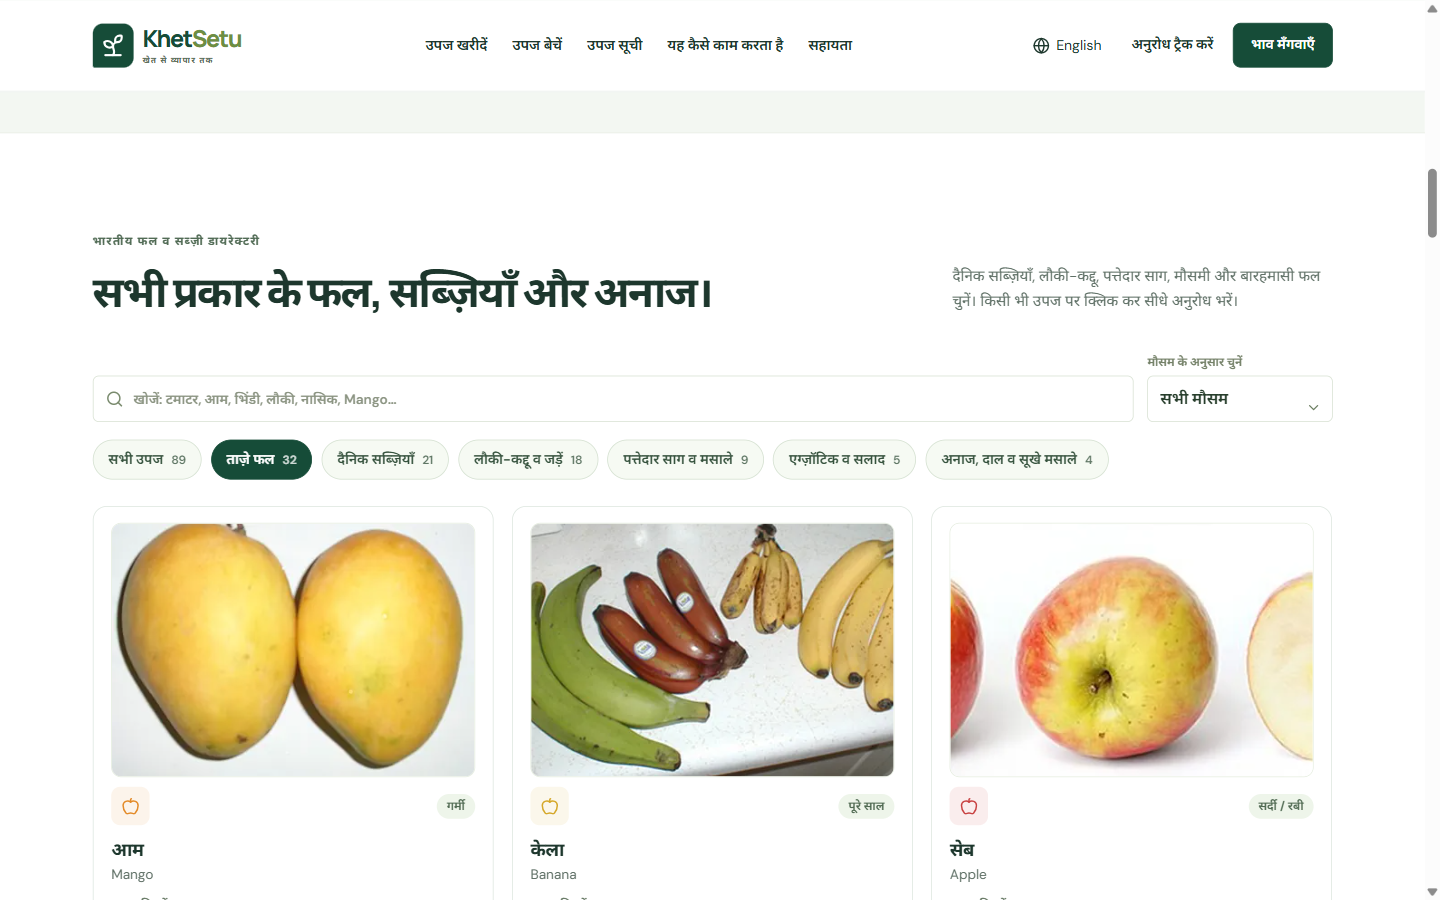 KhetSetu
खेत से व्यापार तक
उपज खरीदें
उपज बेचें
उपज सूची
यह कैसे काम करता है
सहायता
English
अनुरोध ट्रैक करें
भाव मँगवाएँ
भारतीय फल व सब्ज़ी डायरेक्टरी
सभी प्रकार के फल, सब्ज़ियाँ और अनाज।
दैनिक सब्ज़ियाँ, लौकी-कद्दू, पत्तेदार साग, मौसमी और बारहमासी फल
चुनें। किसी भी उपज पर क्लिक कर सीधे अनुरोध भरें।
मौसम के अनुसार चुनें
खोजें: टमाटर, आम, भिंडी, लौकी, नासिक, Mango…
सभी मौसम
सभी उपज 89
ताज़े फल 32
दैनिक सब्ज़ियाँ 21
लौकी-कद्दू व जड़ें 18
पत्तेदार साग व मसाले 9
एग्ज़ॉटिक व सलाद 5
अनाज, दाल व सूखे मसाले 4
गर्मी
आम
Mango
पूरे साल
केला
Banana
सर्दी / रबी
सेब
Apple